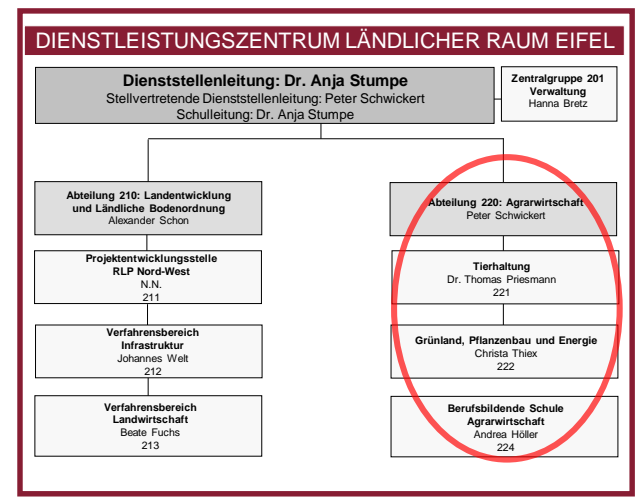 DIENSTLEISTUNGSZENTRUM LÄNDLICHER RAUM EIFEL
Dienststellenleitung: Dr. Anja Stumpe
Stellvertretende Dienststellenleitung: Peter Schwickert
Schulleitung: Dr. Anja Stumpe
Zentralgruppe 201
Verwaltung
Hanna Bretz
Abteilung 210: Landentwicklung
und Ländliche Bodenordnung
Alexander Schon
Projektentwicklungsstelle
RLP Nord-West
N.N.
211
Verfahrensbereich
Infrastruktur
Johannes Welt
212
Verfahrensbereich
Landwirtschaft
Beate Fuchs
213
Abteilung 220: Agrarwirtschaft
Peter Schwickert
Tierhaltung
Dr. Thomas Priesmann
221
Grünland, Pflanzenbau und Energie
Christa Thiex
222
Berufsbildende Schule
Agrarwirtschaft
Andrea Höller
224